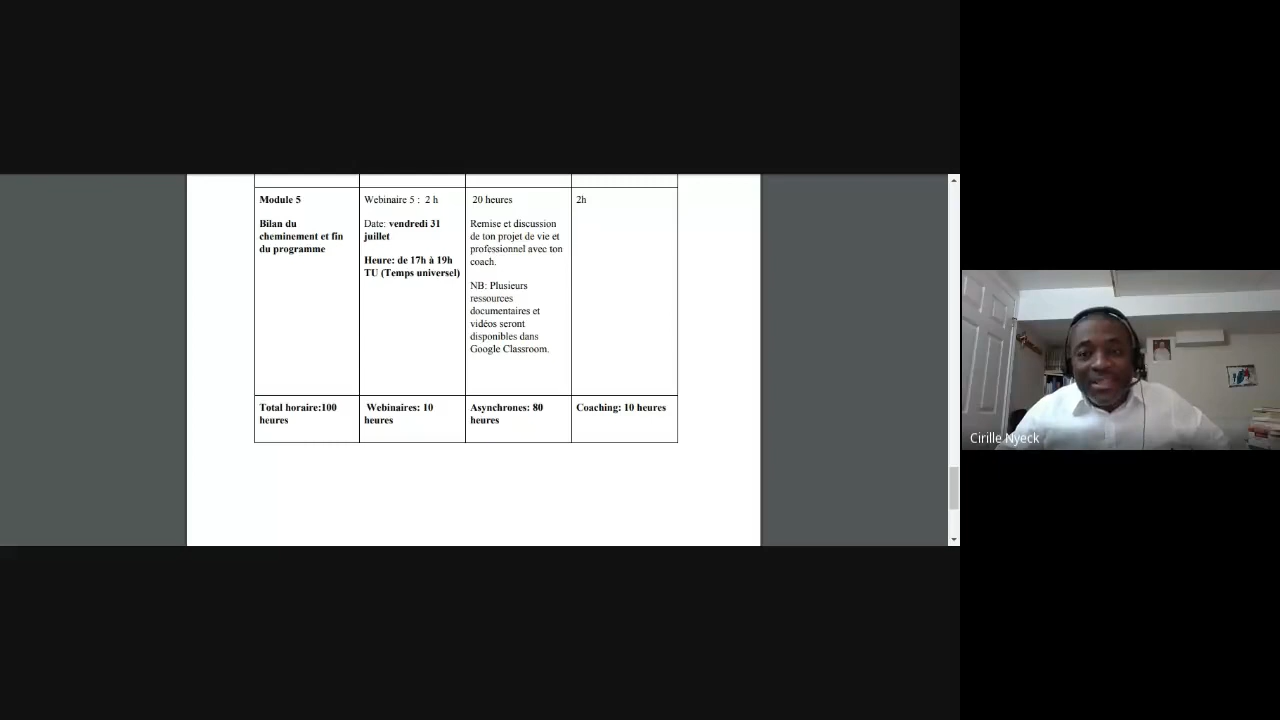 Module 5
Bilan du
cheminement et fin
du programme
Webinaire 5 : 2 h
Date: vendredi 31
juillet
Heure: de 17h à 19h
TU (Temps universel)
20 heures
Remise et discussion
de ton projet de vie et
professionnel avec ton
coach.
NB: Plusieurs
ressources
documentaires et
vidéos seront
disponibles dans
Google Classroom.
2h
Total horaire:100
heures
Webinaires: 10
heures
Asynchrones: 80
heures
Coaching: 10 heures
Cirille Nyeck